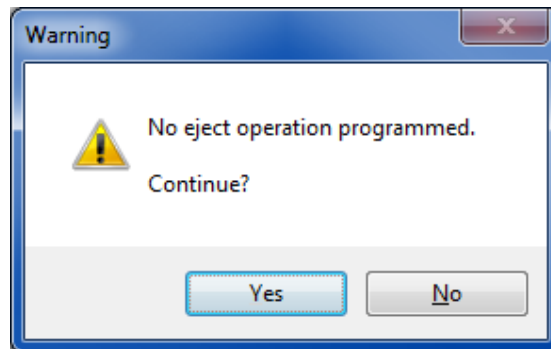 Warning
No eject operation programmed.
Continue?
Yes
No